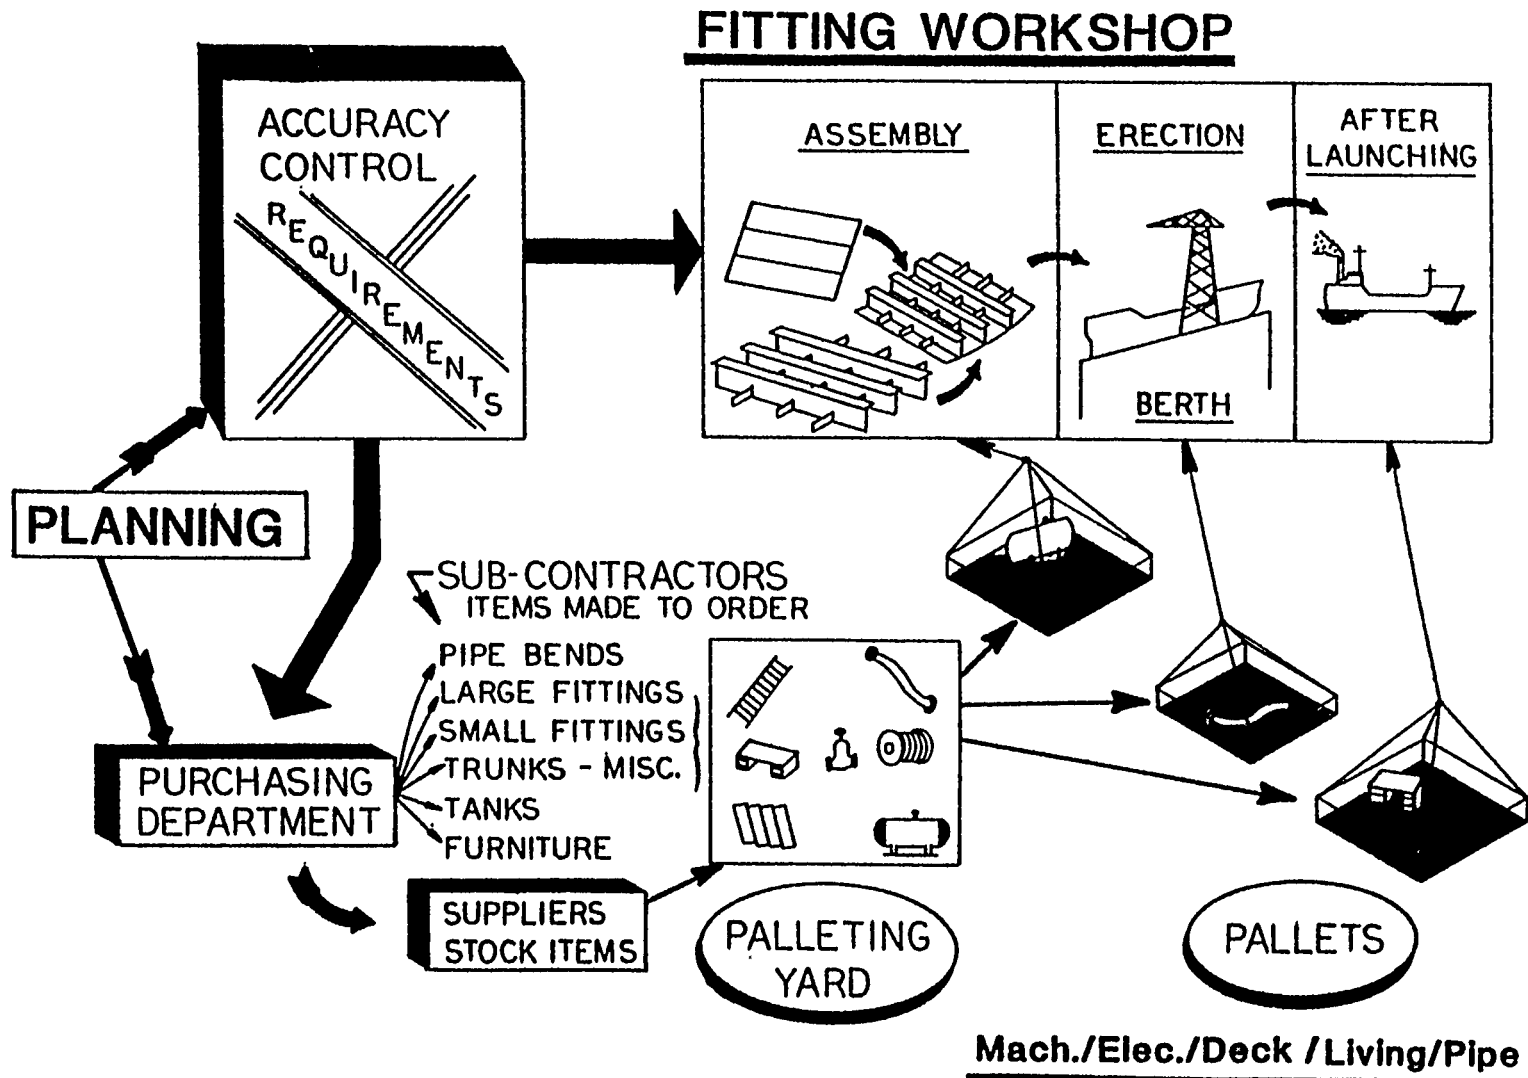 FITTING WORKSHOP
ACCURACY
CONTROL
REQUIREMENTS
ASSEMBLY
ERECTION
BERTH
AFTER
LAUNCHING
PLANNING
SUB-CONTRACTORS
ITEMS MADE TO ORDER
PIPE BENDS
LARGE FITTINGS
SMALL FITTINGS
TRUNKS - MISC.
TANKS
FURNITURE
PURCHASING
DEPARTMENT
SUPPLIERS
STOCK ITEMS
PALLETING
YARD
PALLETS
Mach./Elec./Deck / Living/Pipe